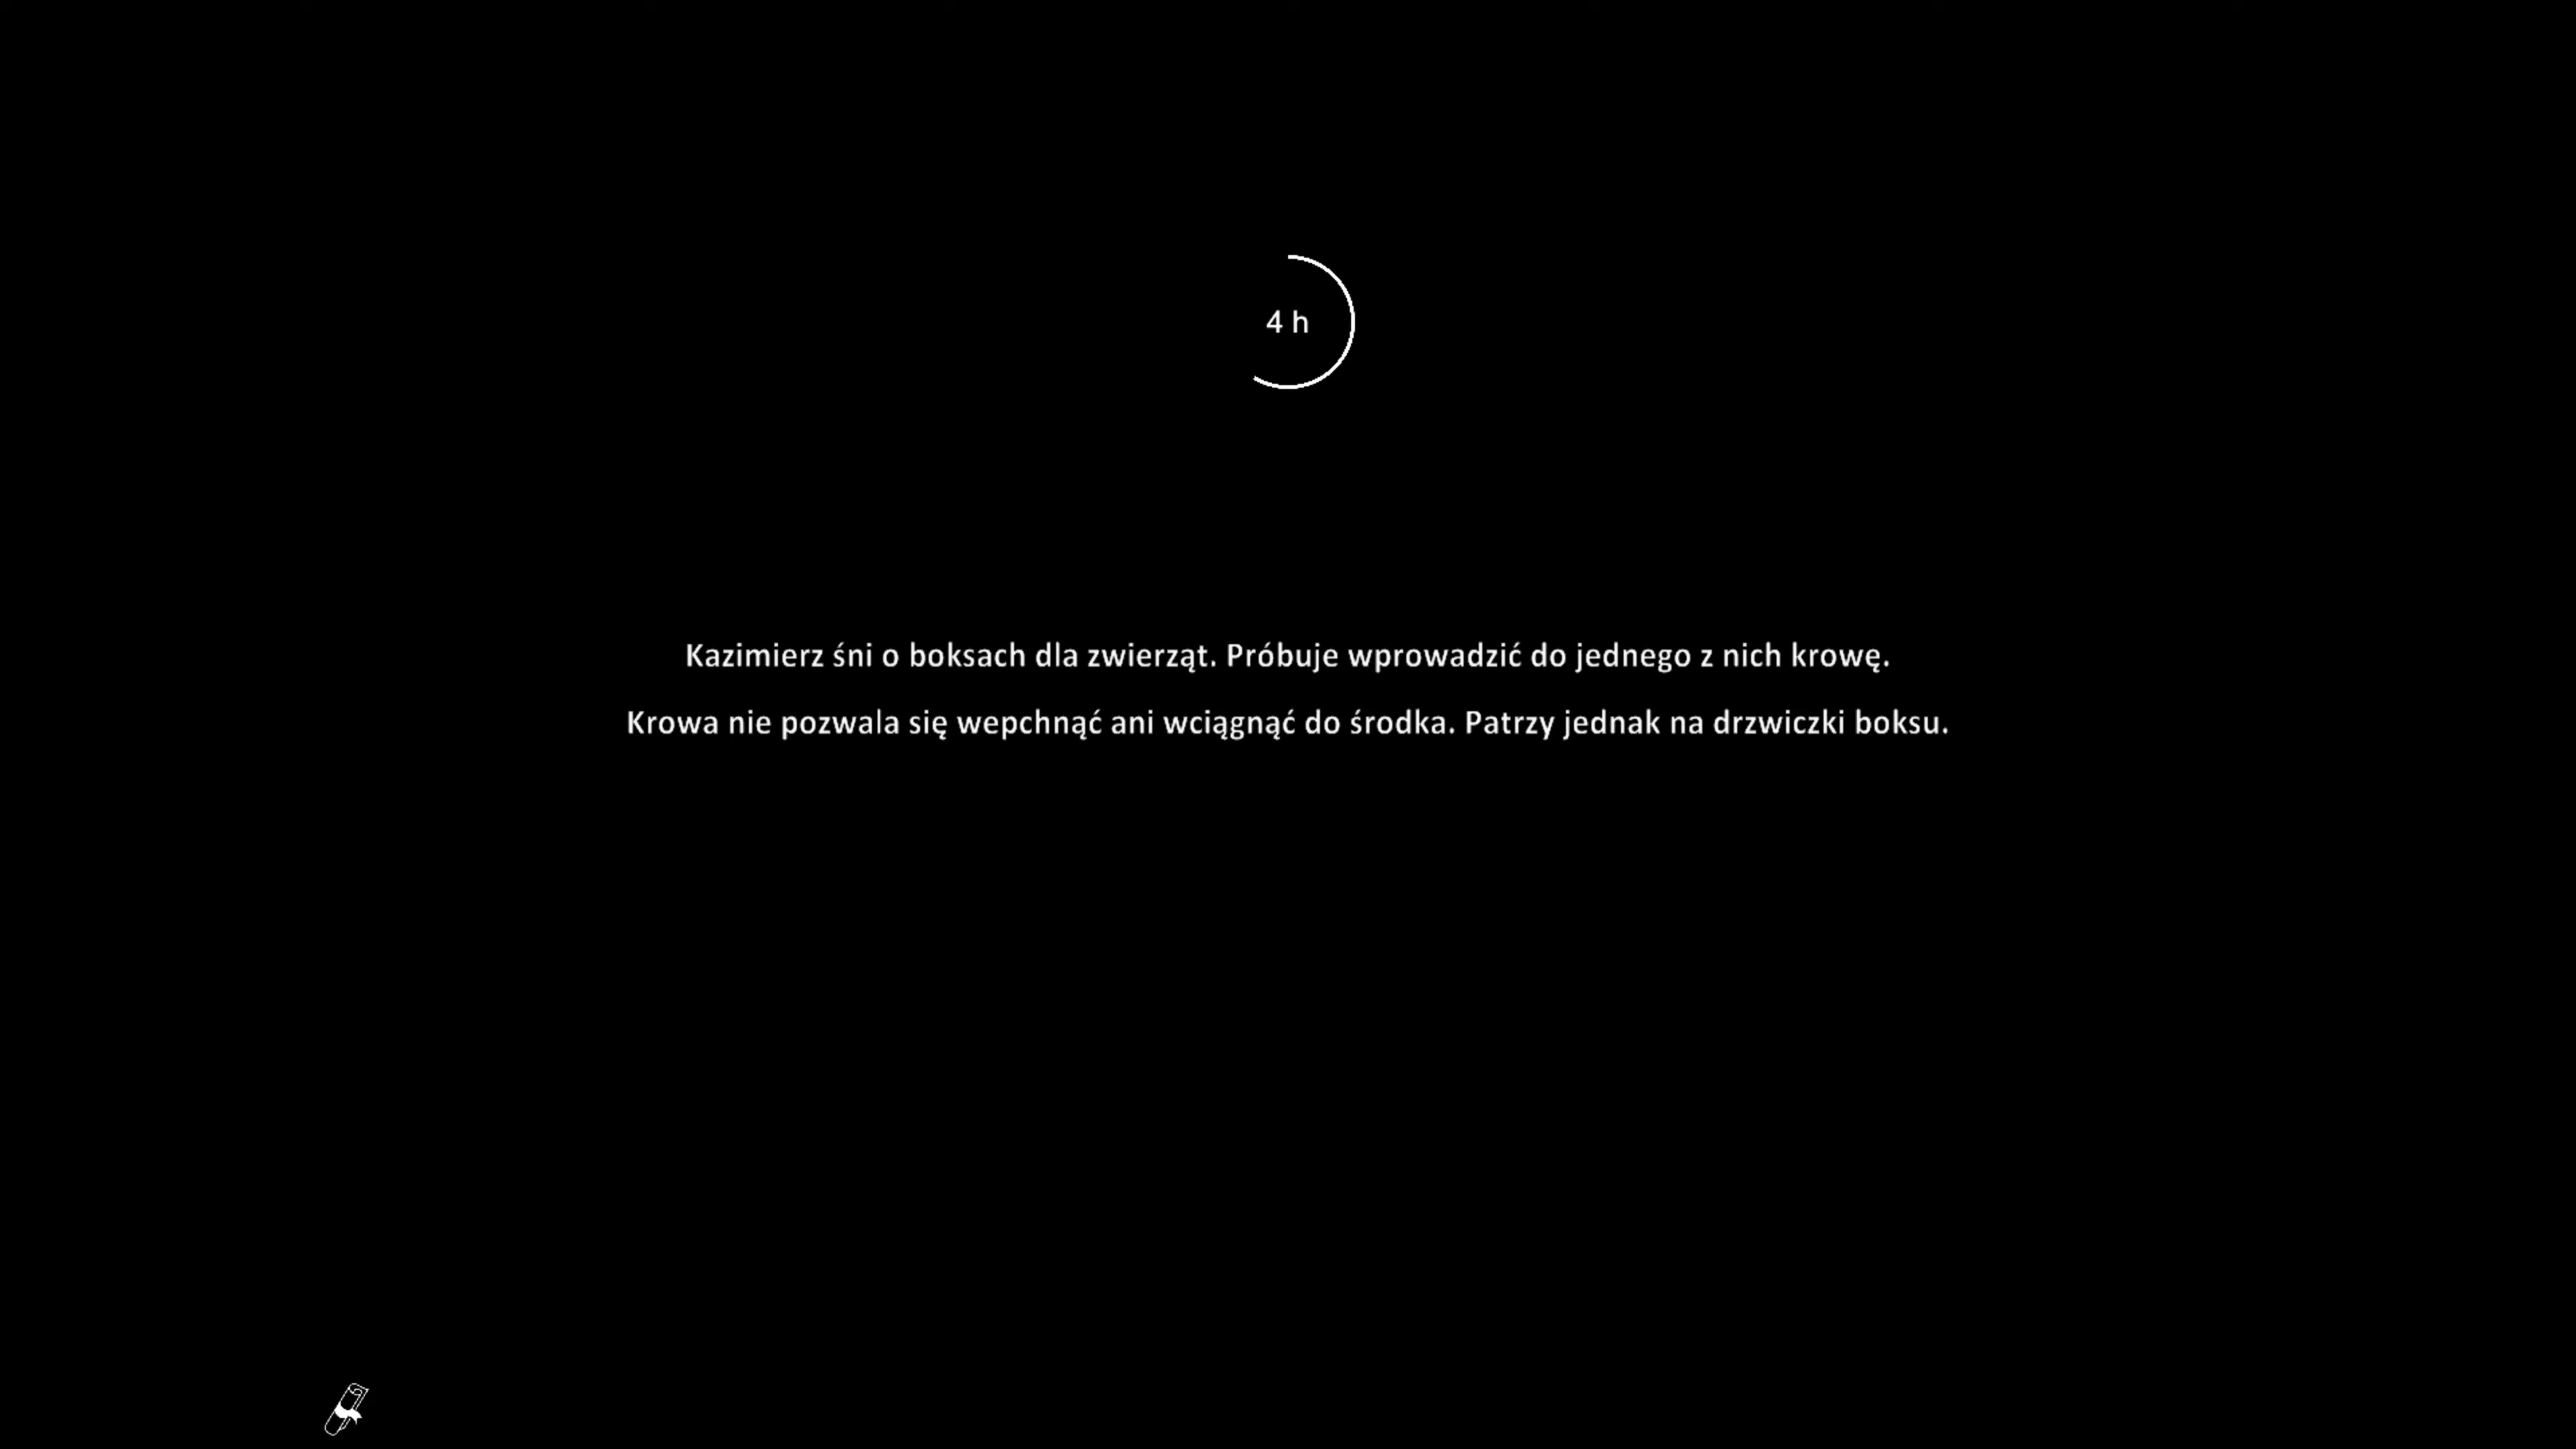 4 h
Kazimierz śni o boksach dla zwierząt. Próbuje wprowadzić do jednego z nich krowę.
Krowa nie pozwala się wepchnąć ani wciągnąć do środka. Patrzy jednak na drzwiczki boksu.